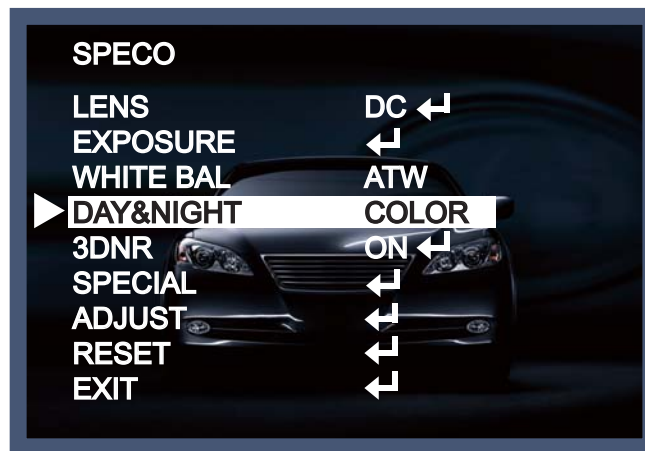 SPECO
LENS DC ↵
EXPOSURE ↵
WHITE BAL ATW
DAY&NIGHT COLOR
3DNR ON ↵
SPECIAL ↵
ADJUST ↵
RESET ↵
EXIT ↵